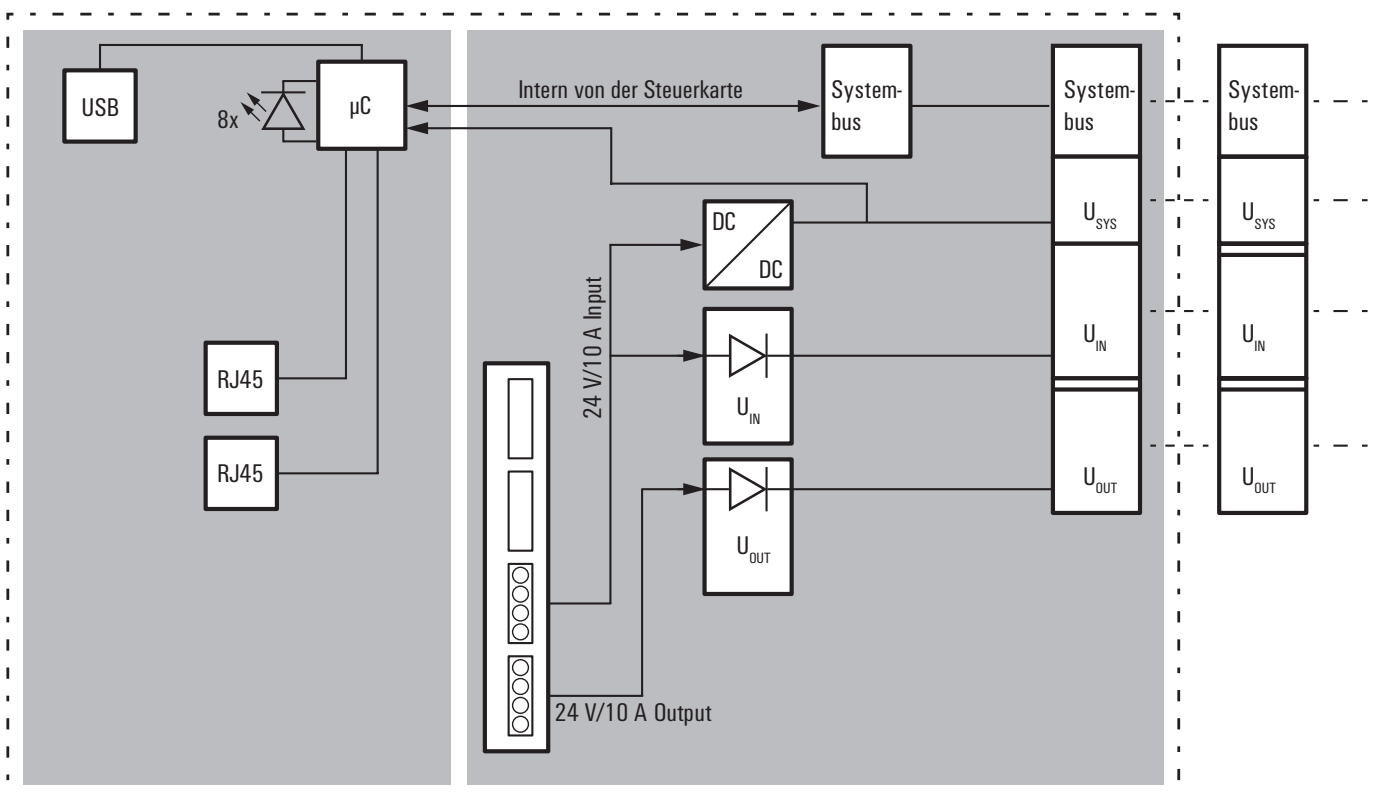 USB
8x
µC
Intern von der Steuerkarte
System-
bus
System-
bus
System-
bus
DC
DC
U_SYS
U_SYS
24 V/10 A Input
U_IN
U_IN
U_IN
RJ45
RJ45
U_OUT
U_OUT
U_OUT
24 V/10 A Output